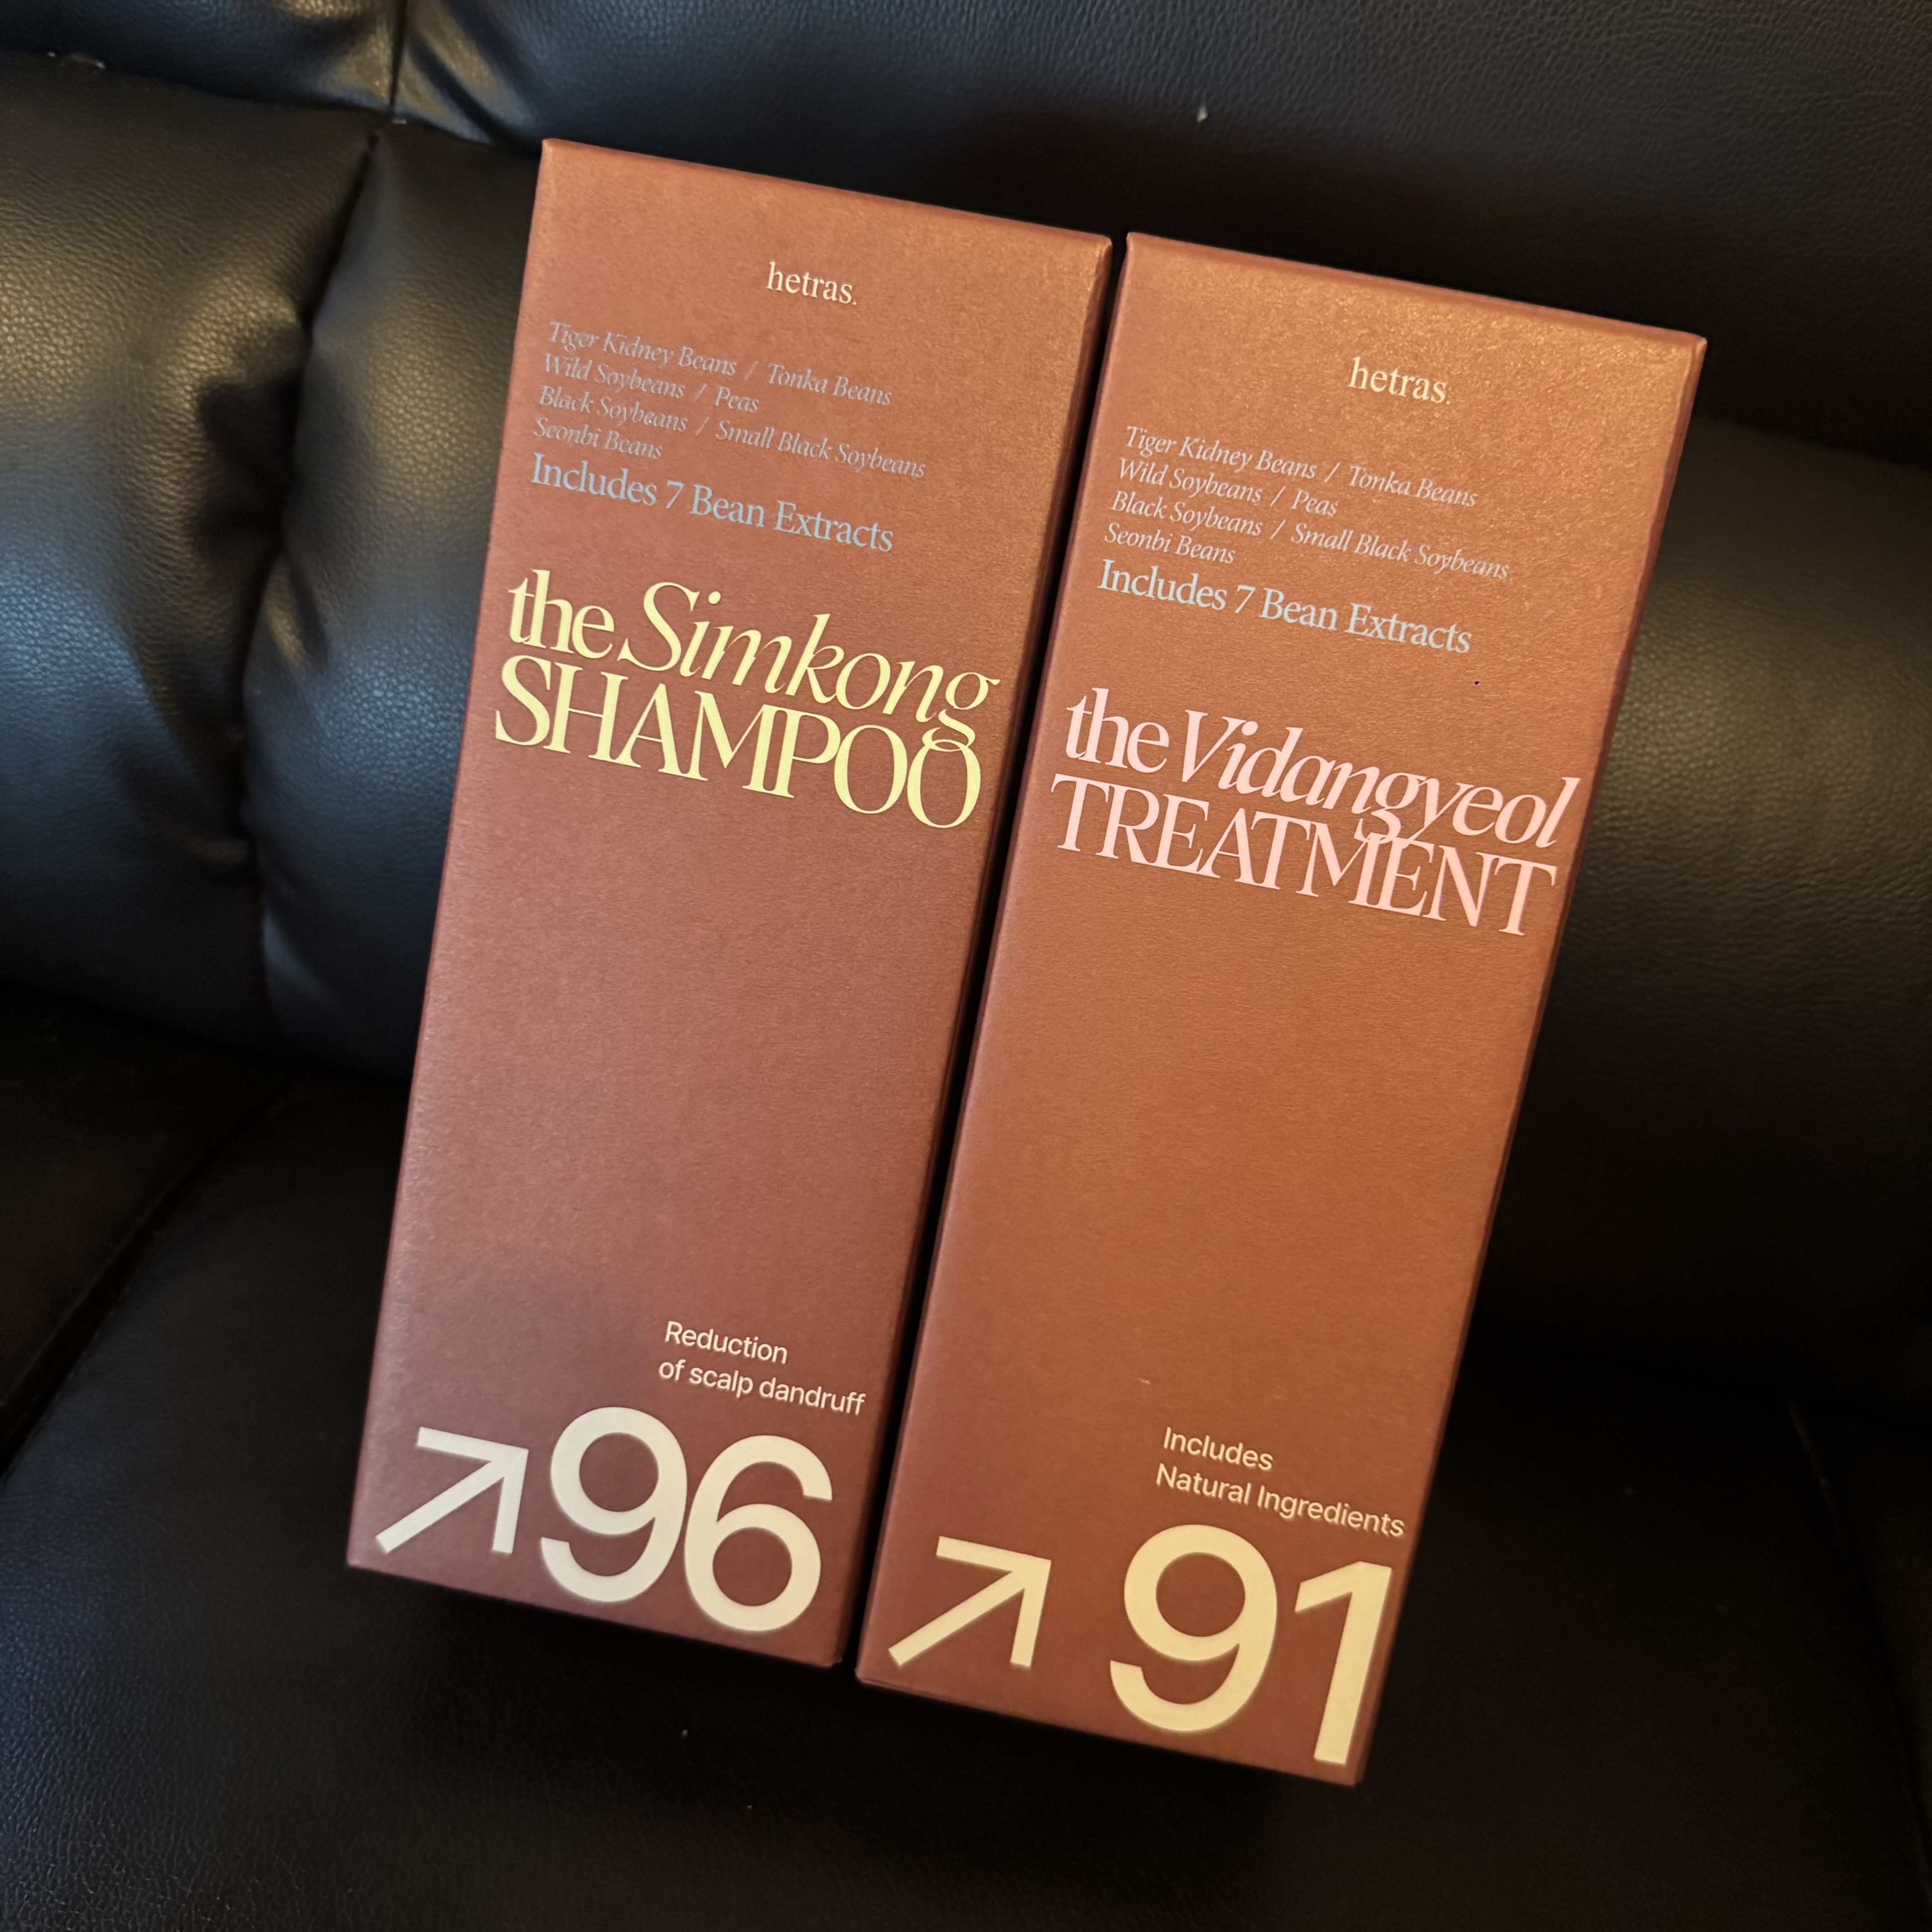 hetras.
Tiger Kidney Beans / Tonka Beans
Wild Soybeans / Peas
Black Soybeans / Small Black Soybeans
Seonbi Beans
Includes 7 Bean Extracts
the Simkong
SHAMPOO
Reduction
of scalp dandruff
↗96
hetras.
Tiger Kidney Beans / Tonka Beans
Wild Soybeans / Peas
Black Soybeans / Small Black Soybeans
Seonbi Beans
Includes 7 Bean Extracts
the Vidangyeol
TREATMENT
Includes
Natural Ingredients
↗91